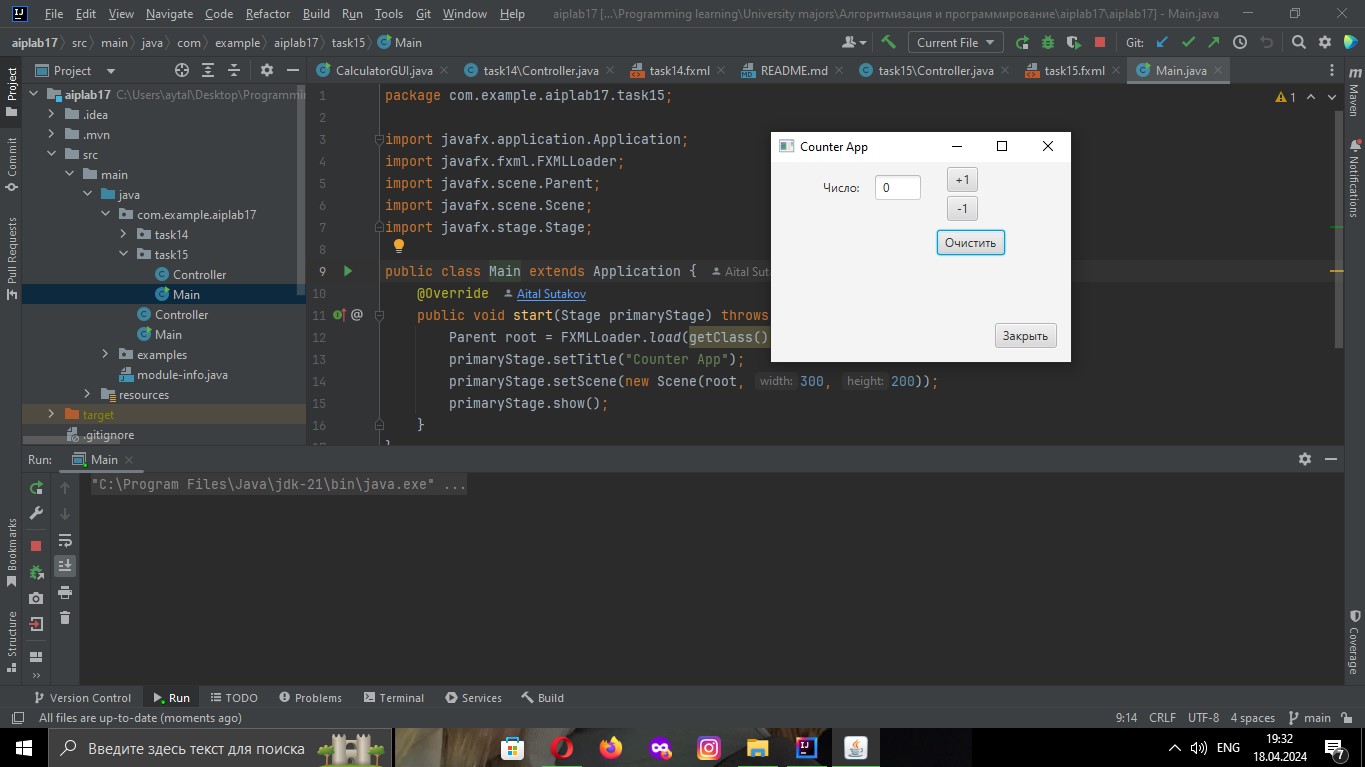 File Edit View Navigate Code Refactor Build Run Tools Git Window Help aiplab17 [...\Programming learning\University majors\Алгоритмизация и программирование\aiplab17\aiplab17] - Main.java
aiplab17 src main java com example aiplab17 task15 Main Current File Git:
Project CalculatorGUI.java task14\Controller.java task14.fxml README.md task15\Controller.java task15.fxml Main.java
Project
Commit
Pull Requests
Bookmarks
Structure
aiplab17 C:\Users\aytal\Desktop\Programmi
.idea
.mvn
src
main
java
com.example.aiplab17
task14
task15
Controller
Main
Controller
Main
examples
module-info.java
resources
target
.gitignore
1 package com.example.aiplab17.task15;
2
3 import javafx.application.Application;
4 import javafx.fxml.FXMLLoader;
5 import javafx.scene.Parent;
6 import javafx.scene.Scene;
7 import javafx.stage.Stage;
8
9 public class Main extends Application { Aital Suta
10 @Override Aital Sutakov
11 public void start(Stage primaryStage) throws
12 Parent root = FXMLLoader.load(getClass()
13 primaryStage.setTitle("Counter App");
14 primaryStage.setScene(new Scene(root, width: 300, height: 200));
15 primaryStage.show();
16 }
1
Counter App
Число: 0
+1
-1
Очистить
Закрыть
Maven
Notifications
Coverage
Run: Main
"C:\Program Files\Java\jdk-21\bin\java.exe" ...
Version Control Run TODO Problems Terminal Services Build
All files are up-to-date (moments ago) 9:14 CRLF UTF-8 4 spaces main
Введите здесь текст для поиска ENG 19:32
18.04.2024
7